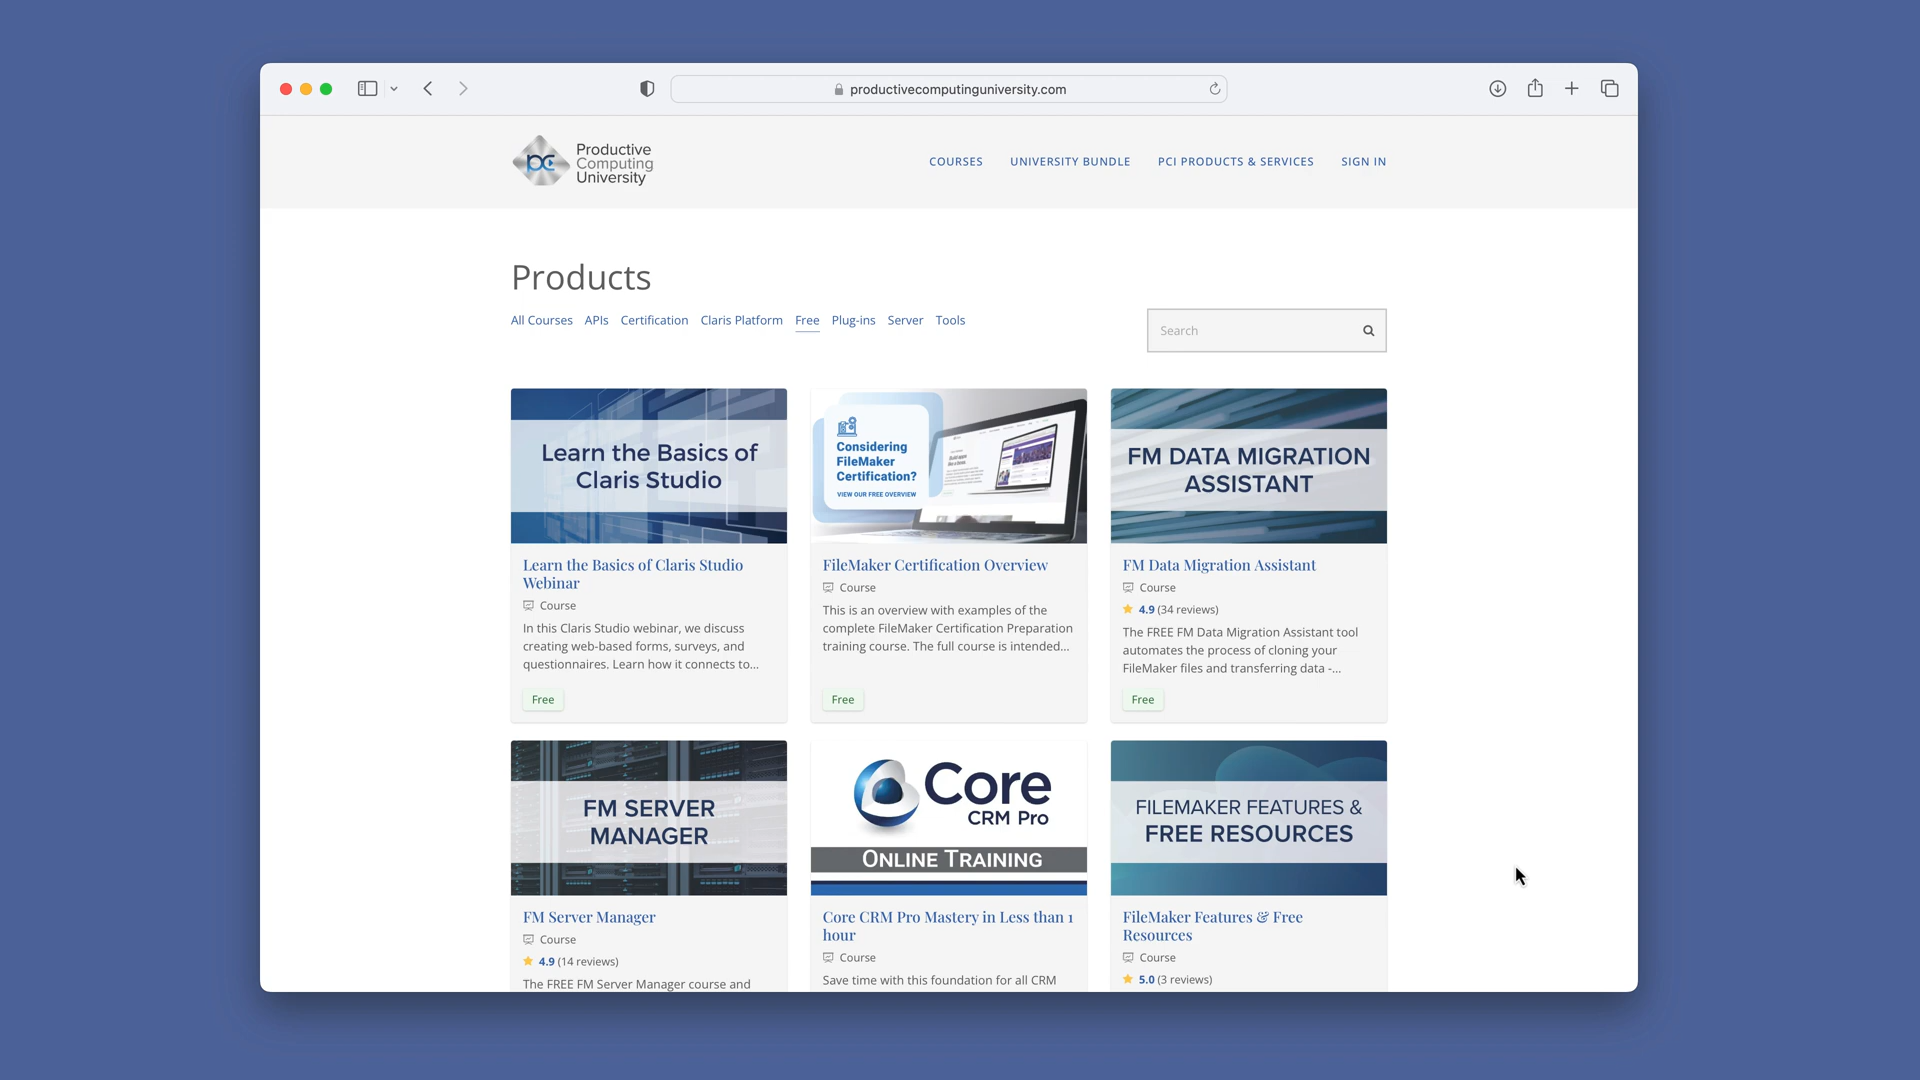 productivecomputinguniversity.com
pc
Productive
Computing
University
COURSES UNIVERSITY BUNDLE PCI PRODUCTS & SERVICES SIGN IN
Products
All Courses APIs Certification Claris Platform Free Plug-ins Server Tools
Search
Learn the Basics of
Claris Studio
Learn the Basics of Claris Studio
Webinar
Course
In this Claris Studio webinar, we discuss
creating web-based forms, surveys, and
questionnaires. Learn how it connects to...
Free
Considering
FileMaker
Certification?
VIEW OUR FREE OVERVIEW
FileMaker Certification Overview
Course
This is an overview with examples of the
complete FileMaker Certification Preparation
training course. The full course is intended...
Free
FM DATA MIGRATION
ASSISTANT
FM Data Migration Assistant
Course
4.9 (34 reviews)
The FREE FM Data Migration Assistant tool
automates the process of cloning your
FileMaker files and transferring data -...
Free
FM SERVER
MANAGER
FM Server Manager
Course
4.9 (14 reviews)
The FREE FM Server Manager course and
Core
CRM Pro
ONLINE TRAINING
Core CRM Pro Mastery in Less than 1
hour
Course
Save time with this foundation for all CRM
FILEMAKER FEATURES &
FREE RESOURCES
FileMaker Features & Free
Resources
Course
5.0 (3 reviews)